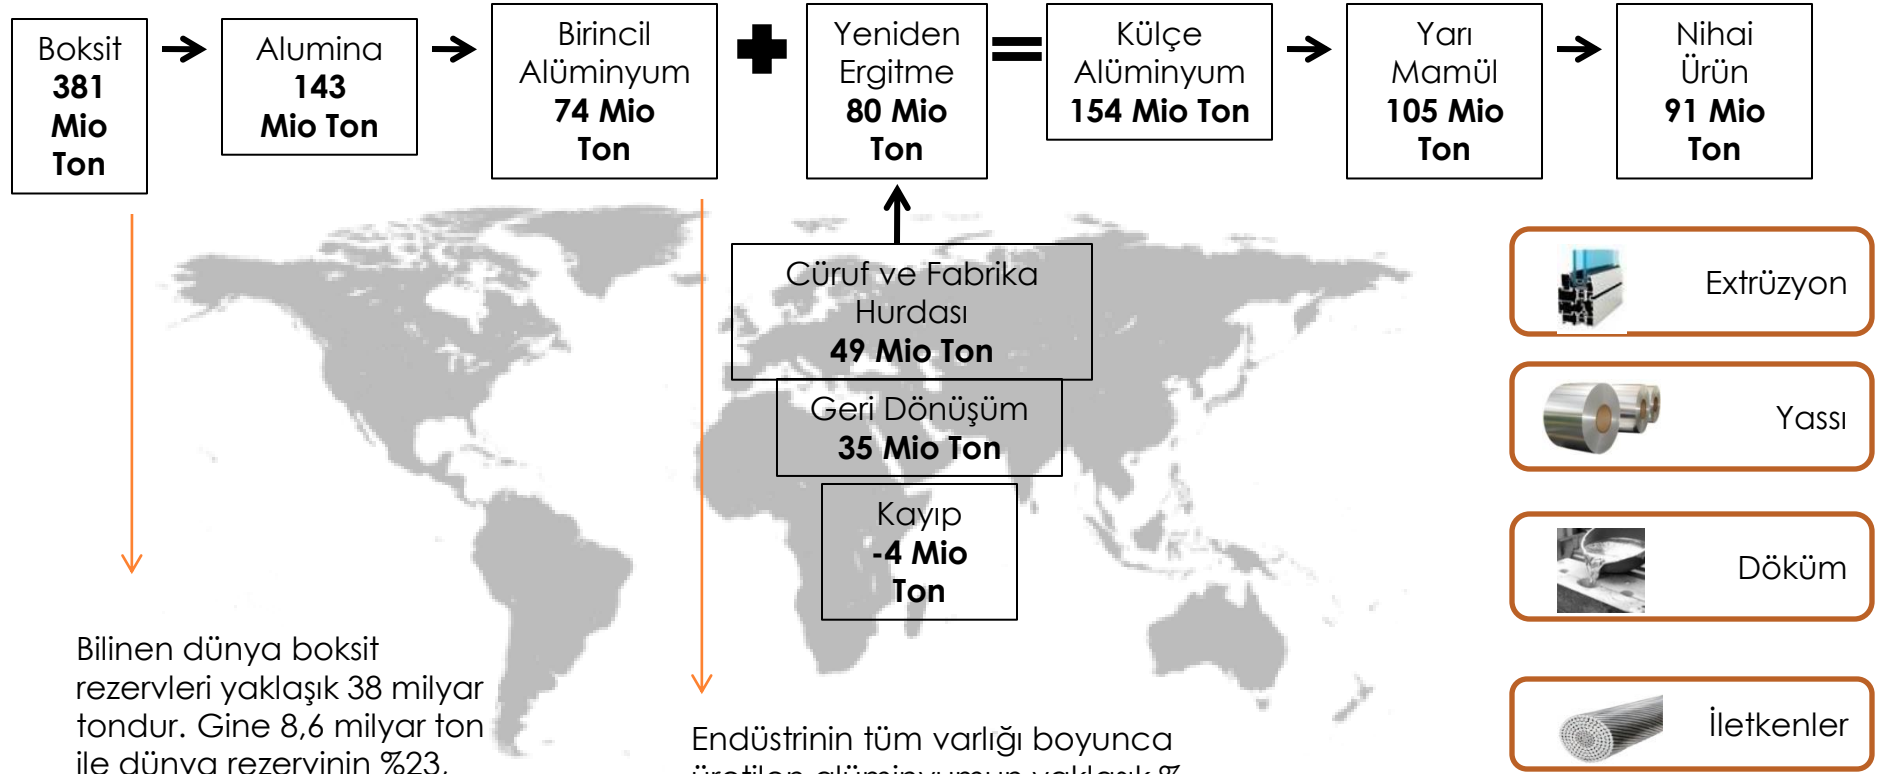 Boksit
381
Mio
Ton
Alumina
143
Mio Ton
Birincil
Alüminyum
74 Mio
Ton
Yeniden
Ergitme
80 Mio
Ton
Külçe
Alüminyum
154 Mio Ton
Yarı
Mamül
105 Mio
Ton
Nihai
Ürün
91 Mio
Ton
Cüruf ve Fabrika
Hurdası
49 Mio Ton
Geri Dönüşüm
35 Mio Ton
Kayıp
-4 Mio
Ton
Extrüzyon
Yassı
Döküm
İletkenler
Bilinen dünya boksit
rezervleri yaklaşık 38 milyar
tondur. Gine 8,6 milyar ton
ile dünya rezervinin %23,
Endüstrinin tüm varlığı boyunca
üretilen alüminyumun yaklaşık %